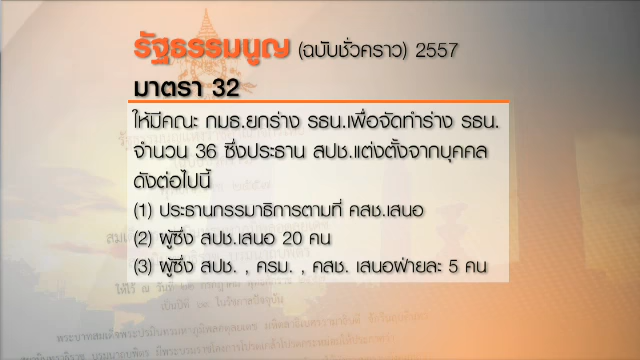 รัฐธรรมนูญ (ฉบับชั่วคราว) 2557
มาตรา 32
ให้มีคณะ กมธ.ยกร่าง รธน.เพื่อจัดทำร่าง รธน.
จำนวน 36 ซึ่งประธาน สปช.แต่งตั้งจากบุคคล
ดังต่อไปนี้
(1) ประธานกรรมาธิการตามที่ คสช.เสนอ
(2) ผู้ซึ่ง สปช.เสนอ 20 คน
(3) ผู้ซึ่ง สปช. , ครม. , คสช. เสนอฝ่ายละ 5 คน